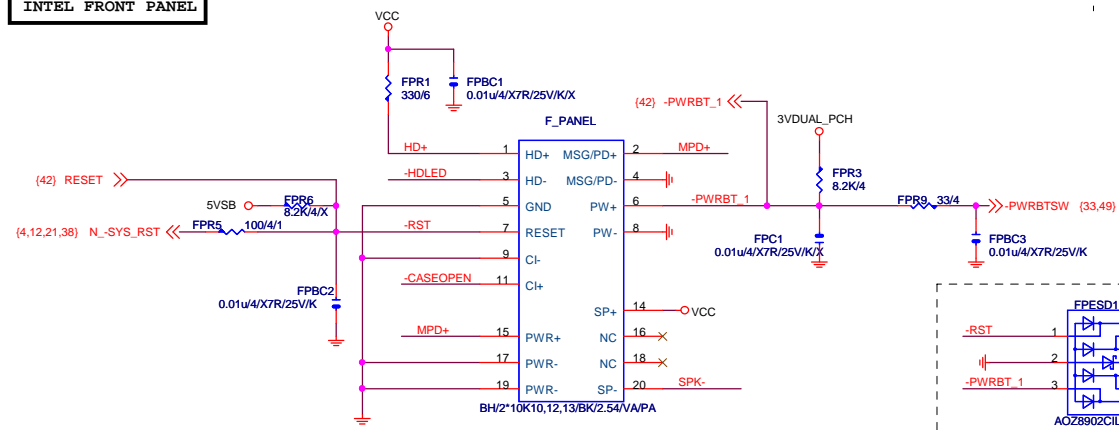 INTEL FRONT PANEL
VCC
FPR1
330/6
FPBC1
0.01u/4/X7R/25V/K/X
{42} -PWRBT_1
3VDUAL_PCH
F_PANEL
HD+
1 HD+ MSG/PD+ 2
MPD+
FPR3
8.2K/4
{42} RESET
-HDLED
3 HD- MSG/PD- 4
5VSB
FPR6
8.2K/4/X
5 GND PW+ 6
-PWRBT_1
FPR9 33/4
-PWRBTSW {33,49}
{4,12,21,38} N_-SYS_RST
FPR5 100/4/1
-RST
7 RESET PW- 8
FPC1
0.01u/4/X7R/25V/K/X
FPBC3
0.01u/4/X7R/25V/K
9 CI-
-CASEOPEN
11 CI+
FPBC2
0.01u/4/X7R/25V/K
SP+ 14
VCC
MPD+
15 PWR+ NC 16
17 PWR- NC 18
19 PWR- SP- 20
SPK-
BH/2*10K10,12,13/BK/2.54/VA/PA
FPESD1
-RST 1
2
-PWRBT_1 3
AOZ8902CIL